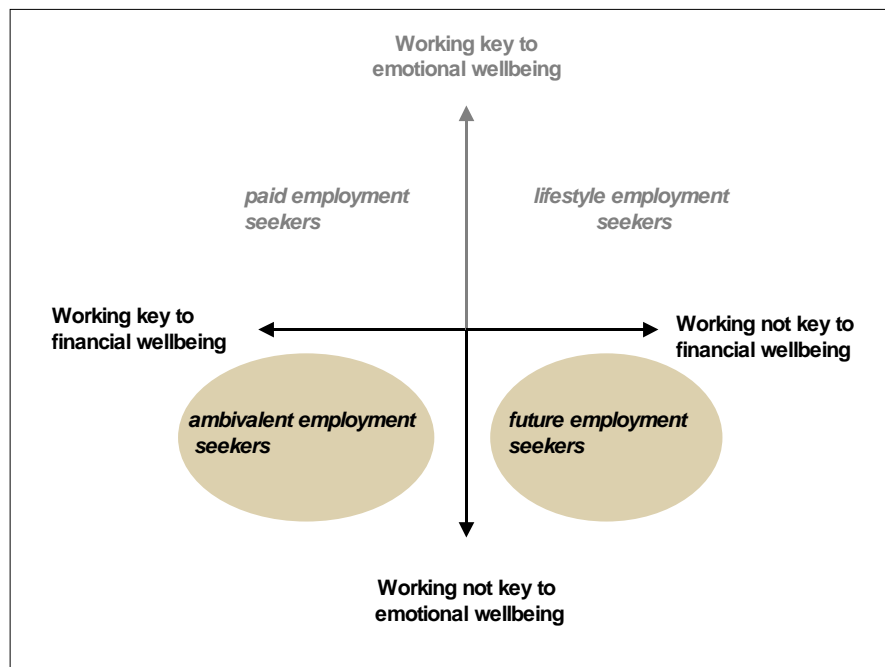 Working key to
emotional wellbeing
paid employment
seekers
lifestyle employment
seekers
Working key to
financial wellbeing
Working not key to
financial wellbeing
ambivalent employment
seekers
future employment
seekers
Working not key to
emotional wellbeing